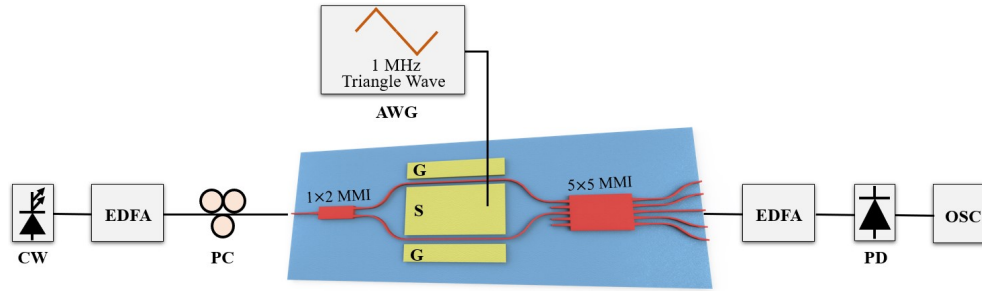 1 MHz
Triangle Wave
AWG
G
1×2 MMI
S
5×5 MMI
G
EDFA
EDFA
OSC
CW
PC
PD